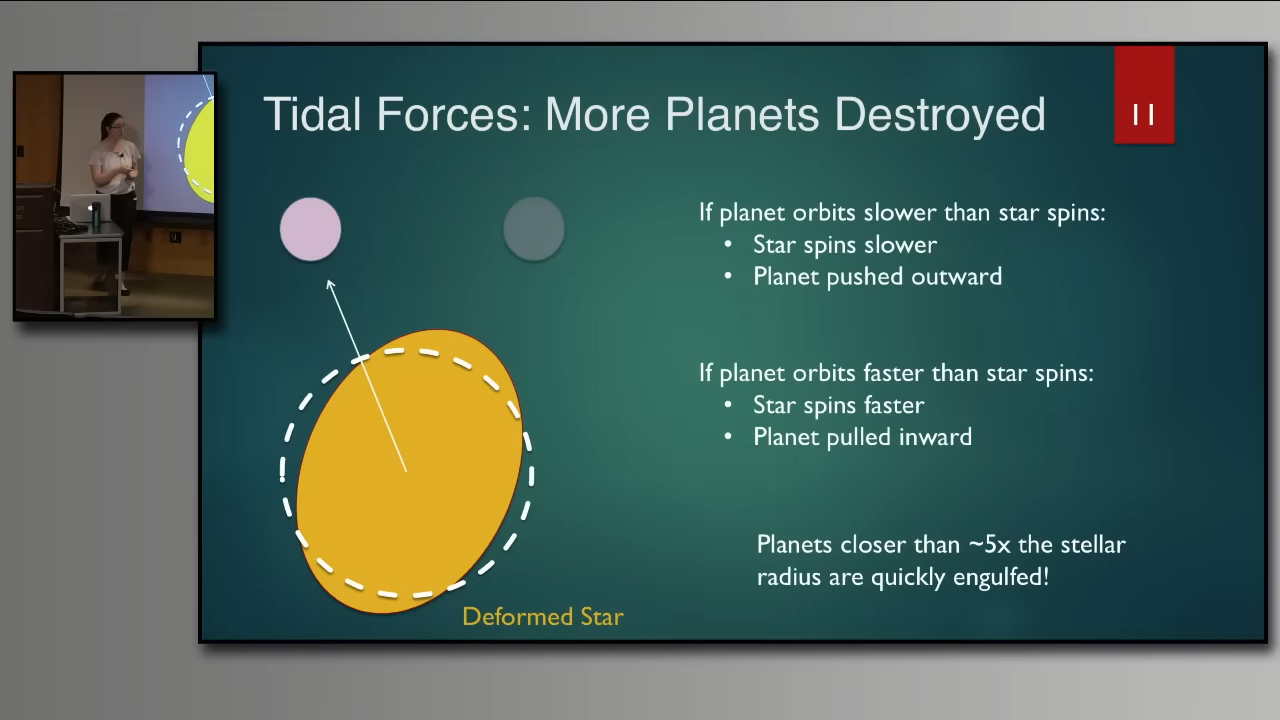 Tidal Forces: More Planets Destroyed
11
If planet orbits slower than star spins:
• Star spins slower
• Planet pushed outward
If planet orbits faster than star spins:
• Star spins faster
• Planet pulled inward
Planets closer than ~5x the stellar
radius are quickly engulfed!
Deformed Star